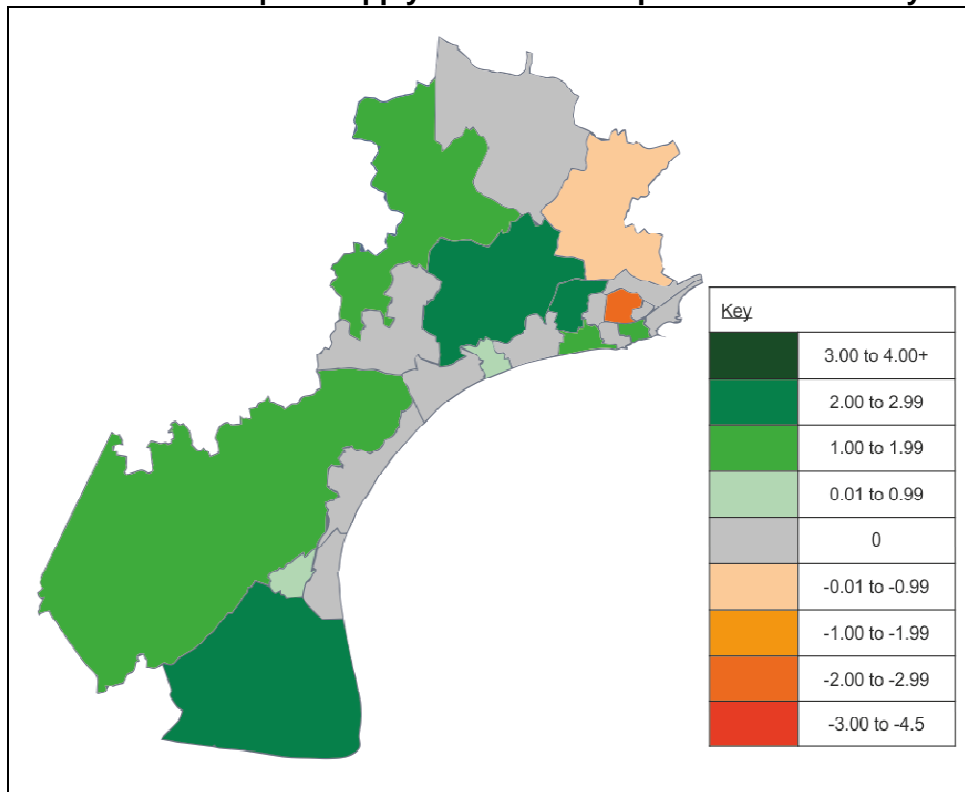 Key
3.00 to 4.00+
2.00 to 2.99
1.00 to 1.99
0.01 to 0.99
0
-0.01 to -0.99
-1.00 to -1.99
-2.00 to -2.99
-3.00 to -4.5